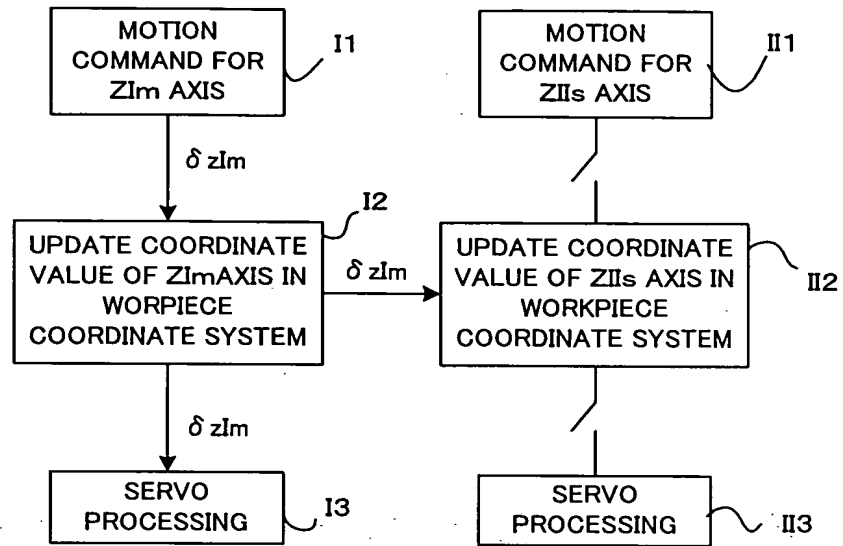 MOTION
COMMAND FOR
ZIm AXIS
I1
MOTION
COMMAND FOR
ZIIs AXIS
II1
δ zIm
I2
UPDATE COORDINATE
VALUE OF ZImAXIS IN
WORPIECE
COORDINATE SYSTEM
δ zIm
UPDATE COORDINATE
VALUE OF ZIIs AXIS IN
WORKPIECE
COORDINATE SYSTEM
II2
δ zIm
SERVO
PROCESSING
I3
SERVO
PROCESSING
II3